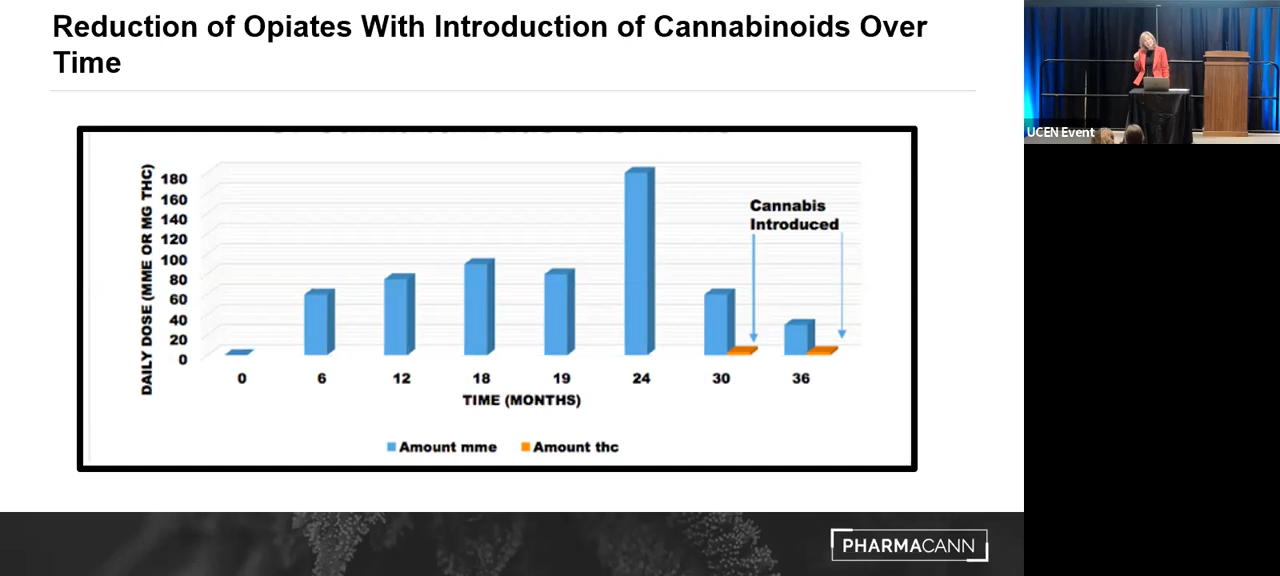 Reduction of Opiates With Introduction of Cannabinoids Over
Time
DAILY DOSE (MME OR MG THC)
180
160
140
120
100
80
60
40
20
0
Cannabis
Introduced
0 6 12 18 19 24 30 36
TIME (MONTHS)
Amount mme Amount thc
PHARMACANN
UCEN Event